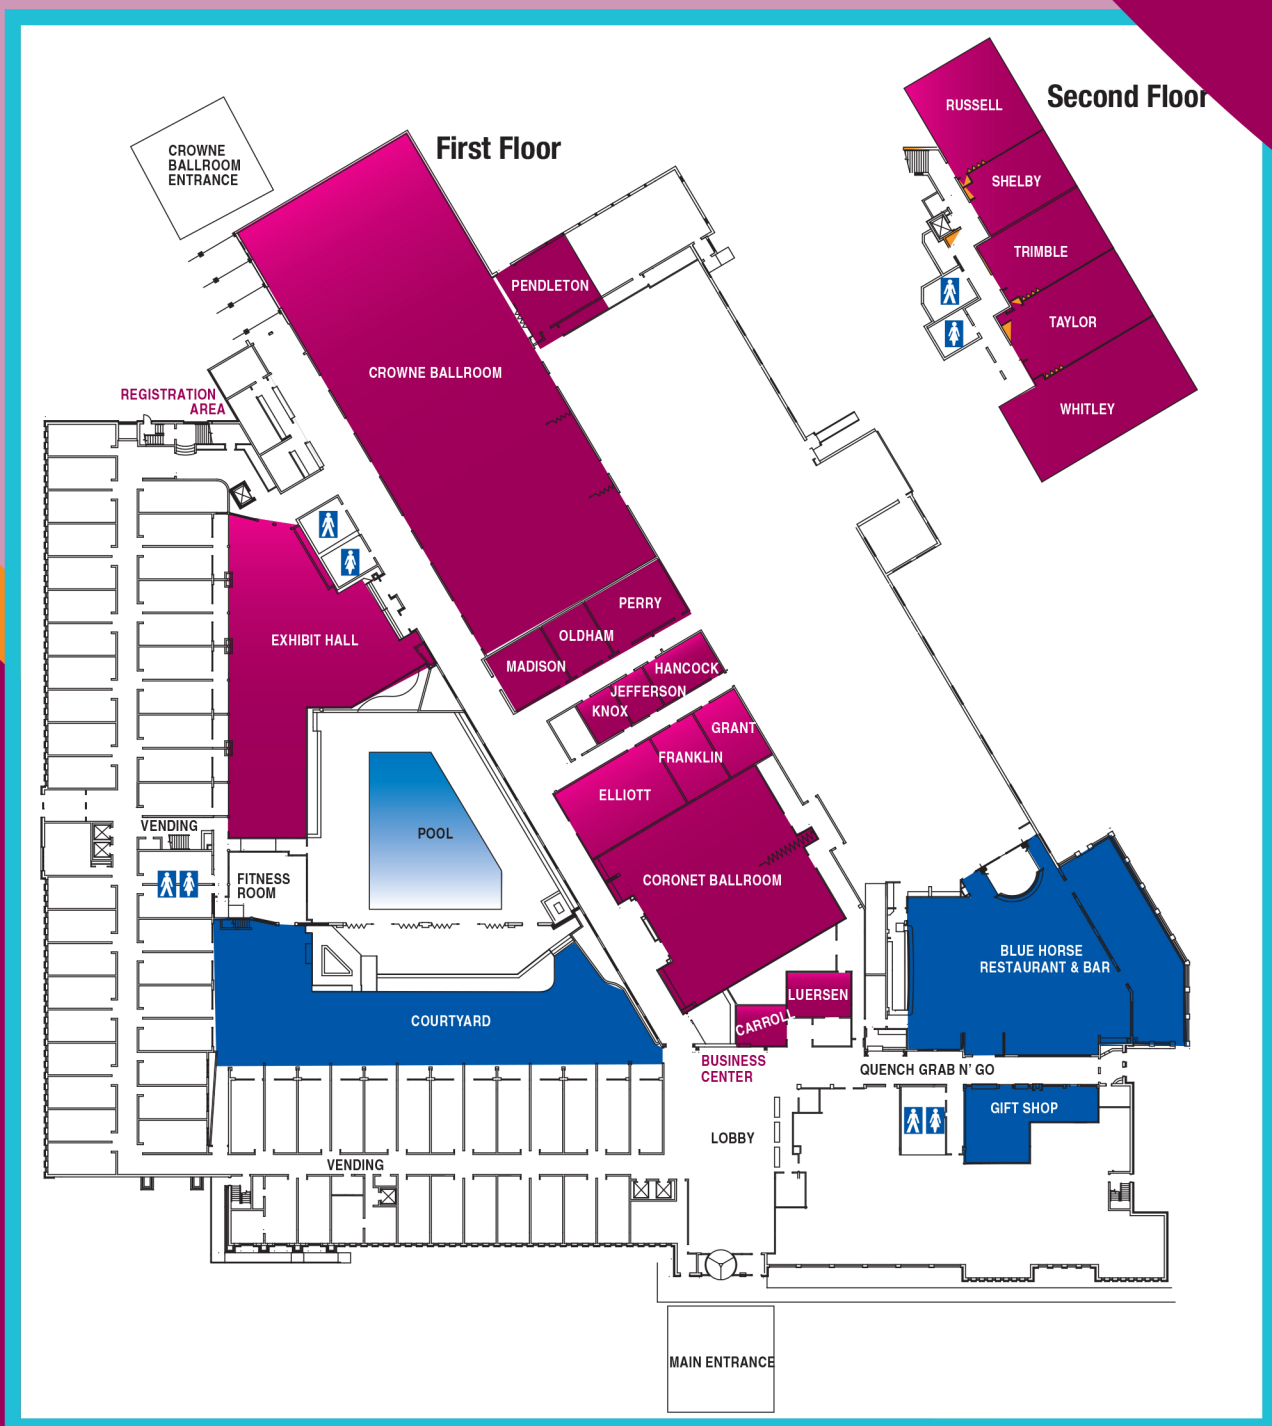 Second Floor
RUSSELL
SHELBY
TRIMBLE
TAYLOR
WHITLEY
First Floor
CROWNE
BALLROOM
ENTRANCE
PENDLETON
CROWNE BALLROOM
REGISTRATION
AREA
EXHIBIT HALL
PERRY
OLDHAM
MADISON
HANCOCK
JEFFERSON
KNOX
GRANT
FRANKLIN
ELLIOTT
CORONET BALLROOM
POOL
VENDING
FITNESS
ROOM
COURTYARD
BLUE HORSE
RESTAURANT & BAR
LUERSEN
CARROLL
BUSINESS
CENTER
QUENCH GRAB N' GO
GIFT SHOP
LOBBY
VENDING
MAIN ENTRANCE